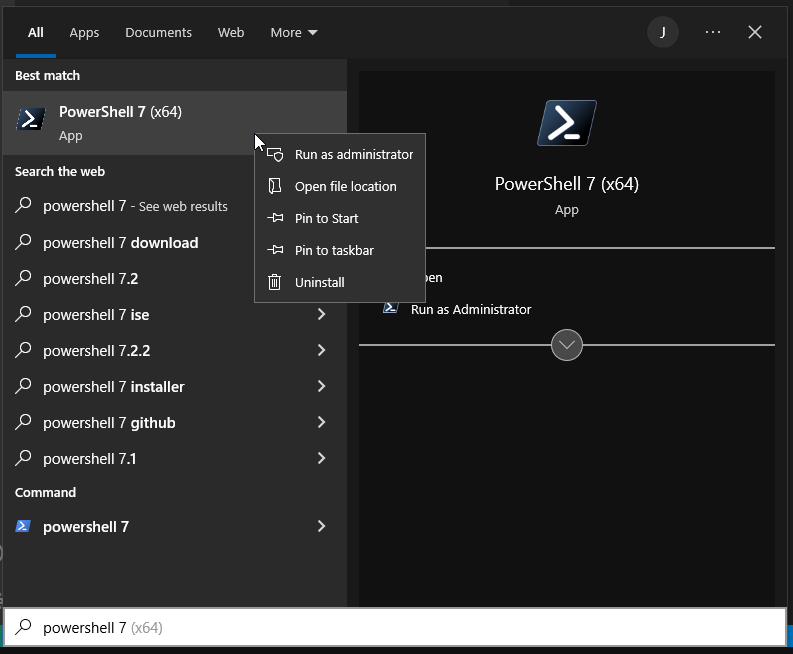 All Apps Documents Web More J
Best match
PowerShell 7 (x64)
App
Search the web
powershell 7 - See web results
powershell 7 download
powershell 7.2
powershell 7 ise
powershell 7.2.2
powershell 7 installer
powershell 7 github
powershell 7.1
Command
powershell 7
Run as administrator
Open file location
Pin to Start
Pin to taskbar
Uninstall
PowerShell 7 (x64)
App
pen
Run as Administrator
powershell 7 (x64)